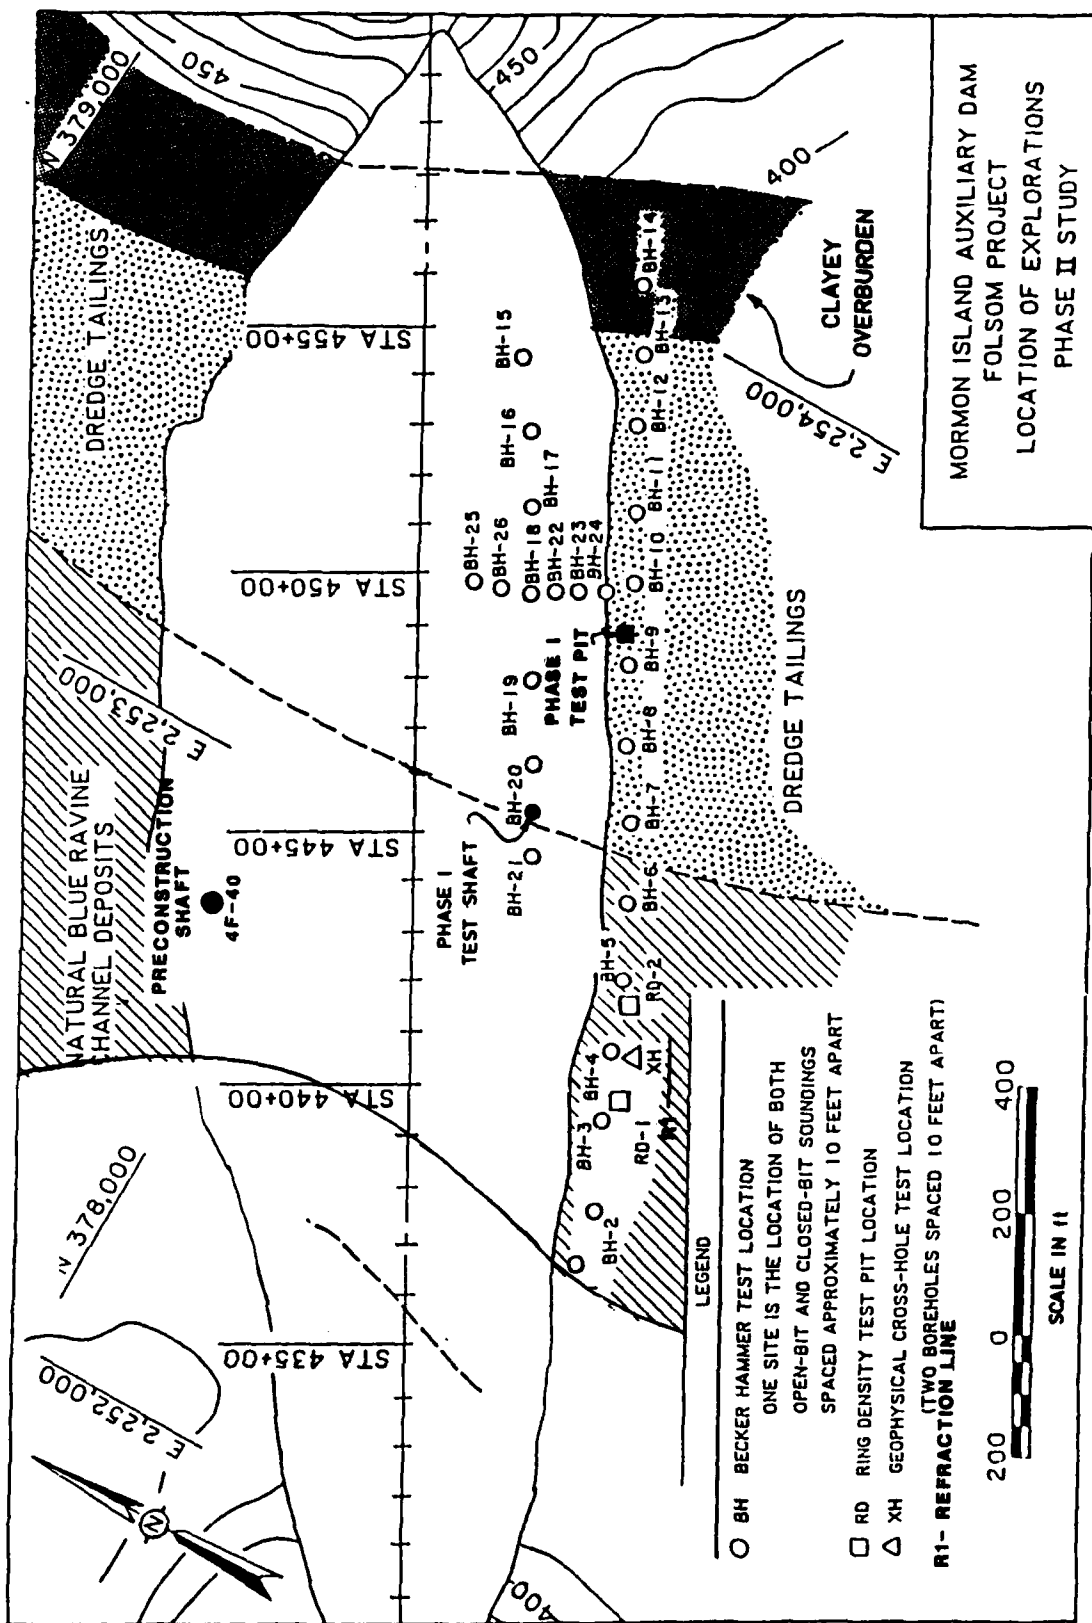 N 379,000
450
450
400
DREDGE TAILINGS
CLAYEY
OVERBURDEN
E 2,254,000
NATURAL BLUE RAVINE
CHANNEL DEPOSITS
E 2,253,000
PRECONSTRUCTION
SHAFT
4F-40
STA 455+00
STA 450+00
STA 445+00
STA 440+00
STA 435+00
BH-15
BH-16
BH-17
BH-25
BH-26
BH-18
BH-22
BH-23
BH-24
BH-19
BH-20
BH-21
PHASE I
TEST PIT
PHASE I
TEST SHAFT
BH-14
BH-13
BH-12
BH-11
BH-10
BH-9
BH-8
BH-7
BH-6
BH-5
RD-2
BH-4
XH
BH-3
RD-1
R1
BH-2
DREDGE TAILINGS
N 378,000
E 2,252,000
N
400
LEGEND
BH BECKER HAMMER TEST LOCATION
ONE SITE IS THE LOCATION OF BOTH
OPEN-BIT AND CLOSED-BIT SOUNDINGS
SPACED APPROXIMATELY 10 FEET APART
RD RING DENSITY TEST PIT LOCATION
XH GEOPHYSICAL CROSS-HOLE TEST LOCATION
(TWO BOREHOLES SPACED 10 FEET APART)
R1- REFRACTION LINE
200 0 200 400
SCALE IN ft
MORMON ISLAND AUXILIARY DAM
FOLSOM PROJECT
LOCATION OF EXPLORATIONS
PHASE II STUDY